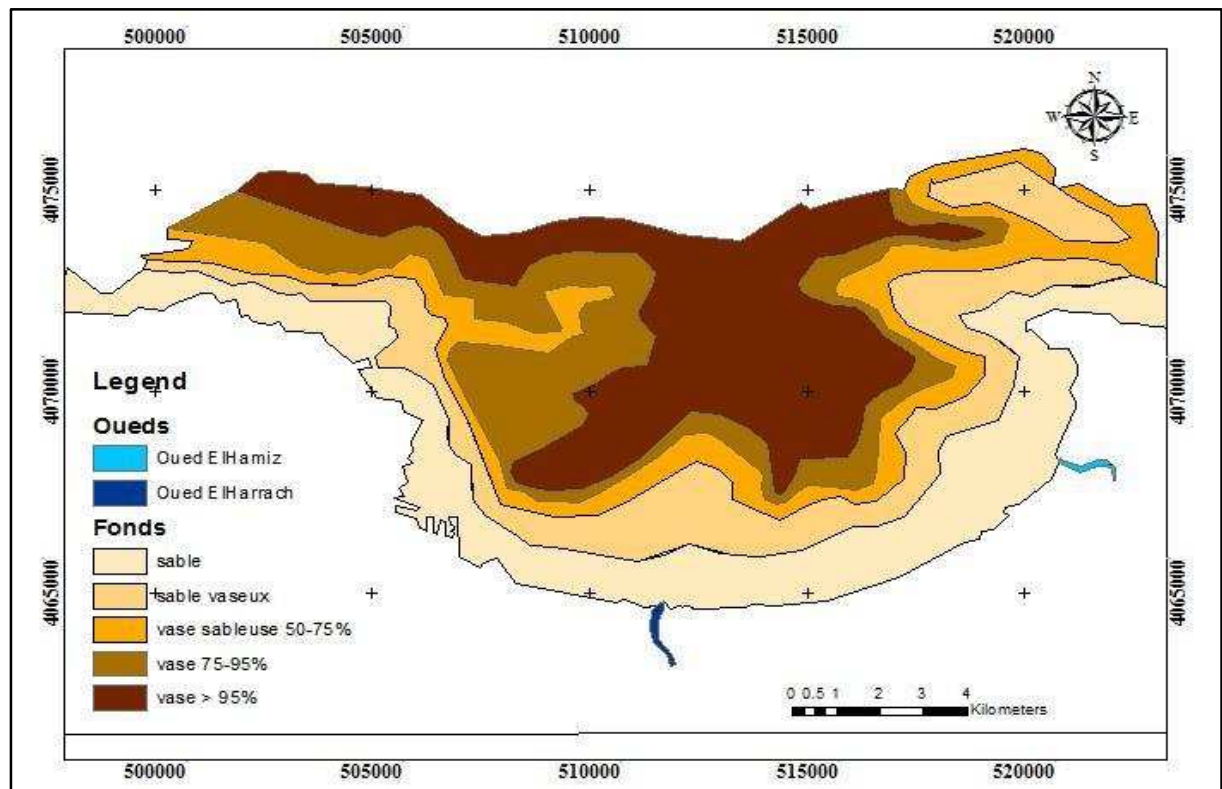 500000 505000 510000 515000 520000
N
W E
S
4075000 4075000
4070000 4070000
4065000 4065000
Legend
Oueds
Oued ElHamiz
Oued ElHarrach
Fonds
sable
sable vaseux
vase sableuse 50-75%
vase 75-95%
vase > 95%
0 0.5 1 2 3 4
Kilometers
500000 505000 510000 515000 520000